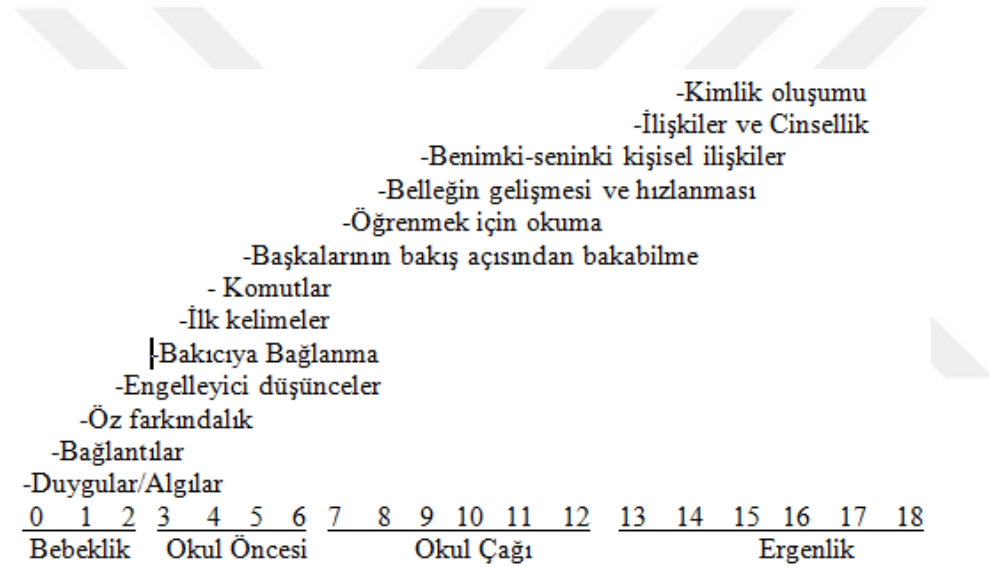 -Kimlik oluşumu
-İlişkiler ve Cinsellik
-Benimki-seninki kişisel ilişkiler
-Belleğin gelişmesi ve hızlanması
-Öğrenmek için okuma
-Başkalarının bakış açısından bakabilme
- Komutlar
-İlk kelimeler
-Bakıcıya Bağlanma
-Engelleyici düşünceler
-Öz farkındalık
-Bağlantılar
-Duygular/Algılar
0 1 2 3 4 5 6 7 8 9 10 11 12 13 14 15 16 17 18
Bebeklik Okul Öncesi Okul Çağı Ergenlik